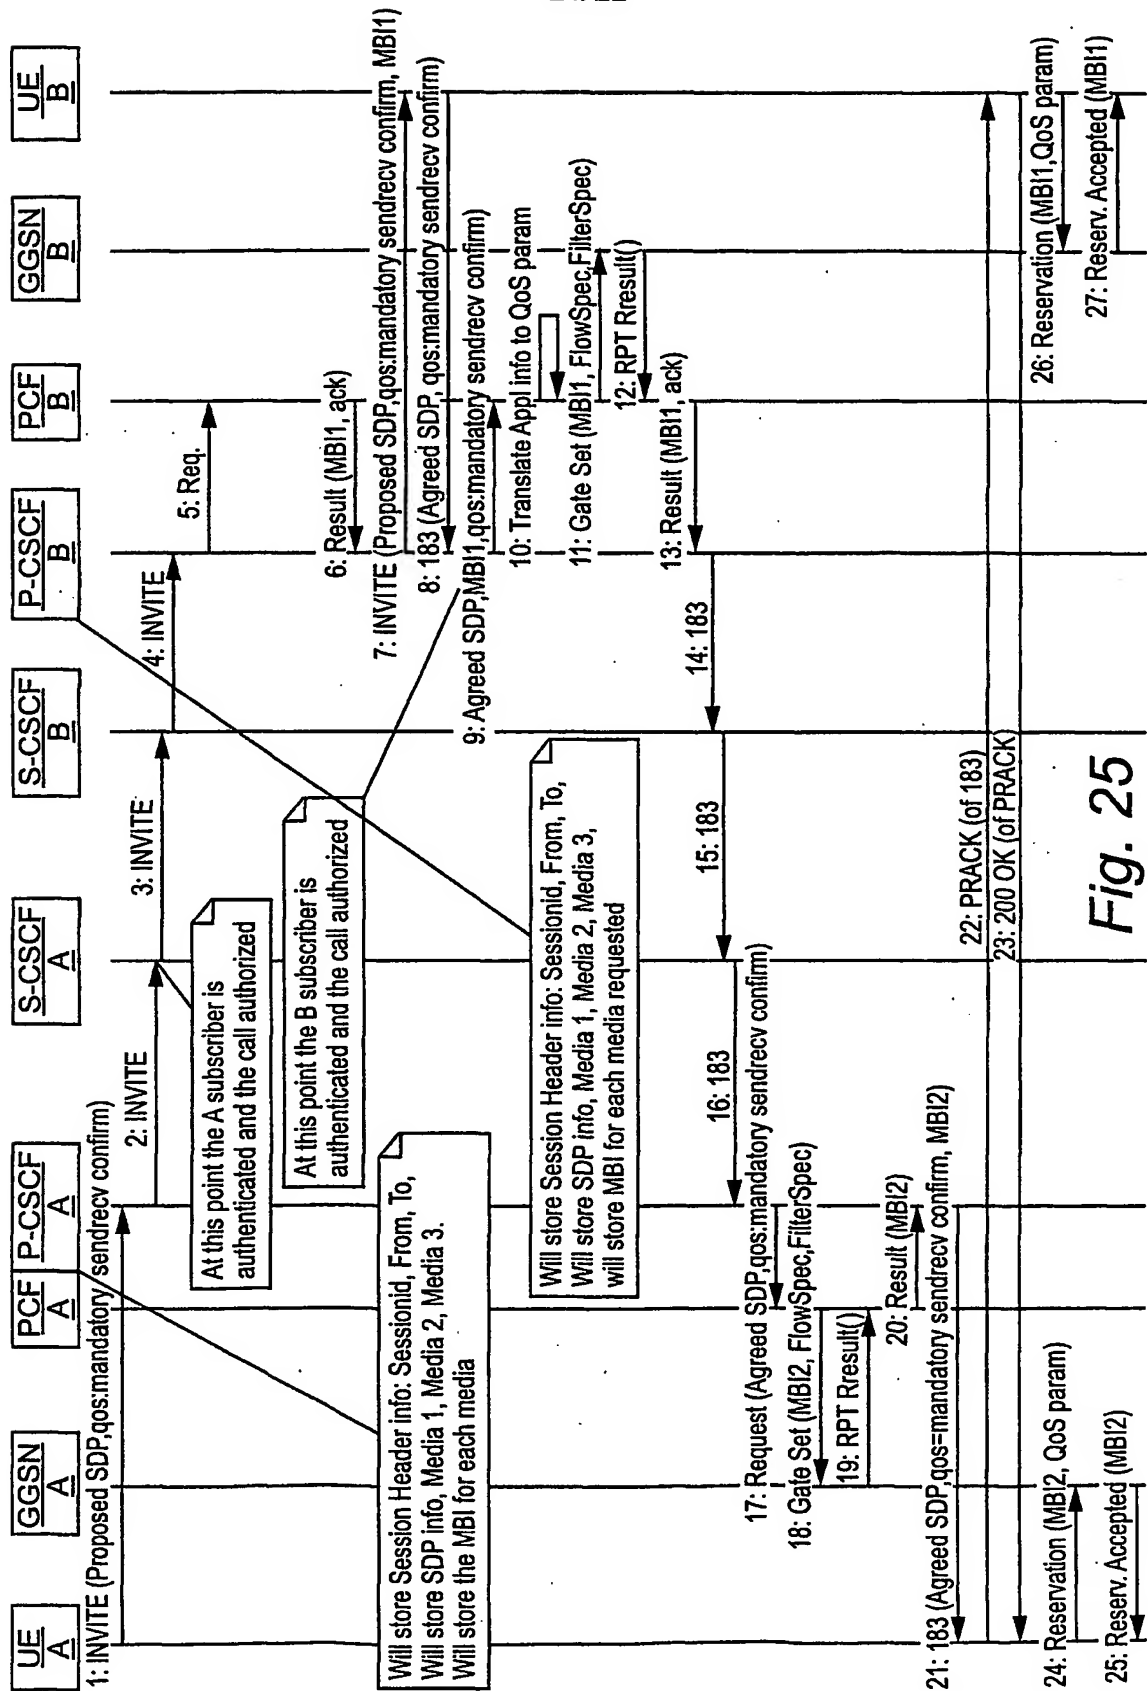 UE
A
GGSN
A
PCF
A
P-CSCF
A
S-CSCF
A
S-CSCF
B
P-CSCF
B
PCF
B
GGSN
B
UE
B
1: INVITE (Proposed SDP,qos:mandatory sendrecv confirm)
2: INVITE
3: INVITE
4: INVITE
5: Req.
At this point the A subscriber is
authenticated and the call authorized
At this point the B subscriber is
authenticated and the call authorized
6: Result (MBI1, ack)
7: INVITE (Proposed SDP,qos:mandatory sendrecv confirm, MBI1)
8: 183 (Agreed SDP, qos:mandatory sendrecv confirm)
9: Agreed SDP,MBI1,qos:mandatory sendrecv confirm)
Will store Session Header info: Sessionid, From, To,
Will store SDP info, Media 1, Media 2, Media 3.
Will store the MBI for each media
10: Translate Appl info to QoS param
11: Gate Set (MBI1, FlowSpec,FilterSpec)
12: RPT Rresult()
Will store Session Header info: Sessionid, From, To,
Will store SDP info, Media 1, Media 2, Media 3,
will store MBI for each media requested
13: Result (MBI1, ack)
14: 183
15: 183
16: 183
17: Request (Agreed SDP,qos:mandatory sendrecv confirm)
18: Gate Set (MBI2, FlowSpec,FilterSpec)
19: RPT Rresult()
20: Result (MBI2)
21: 183 (Agreed SDP,qos=mandatory sendrecv confirm, MBI2)
22: PRACK (of 183)
23: 200 OK (of PRACK)
24: Reservation (MBI2, QoS param)
25: Reserv. Accepted (MBI2)
26: Reservation (MBI1,QoS param)
27: Reserv. Accepted (MBI1)
Fig. 25